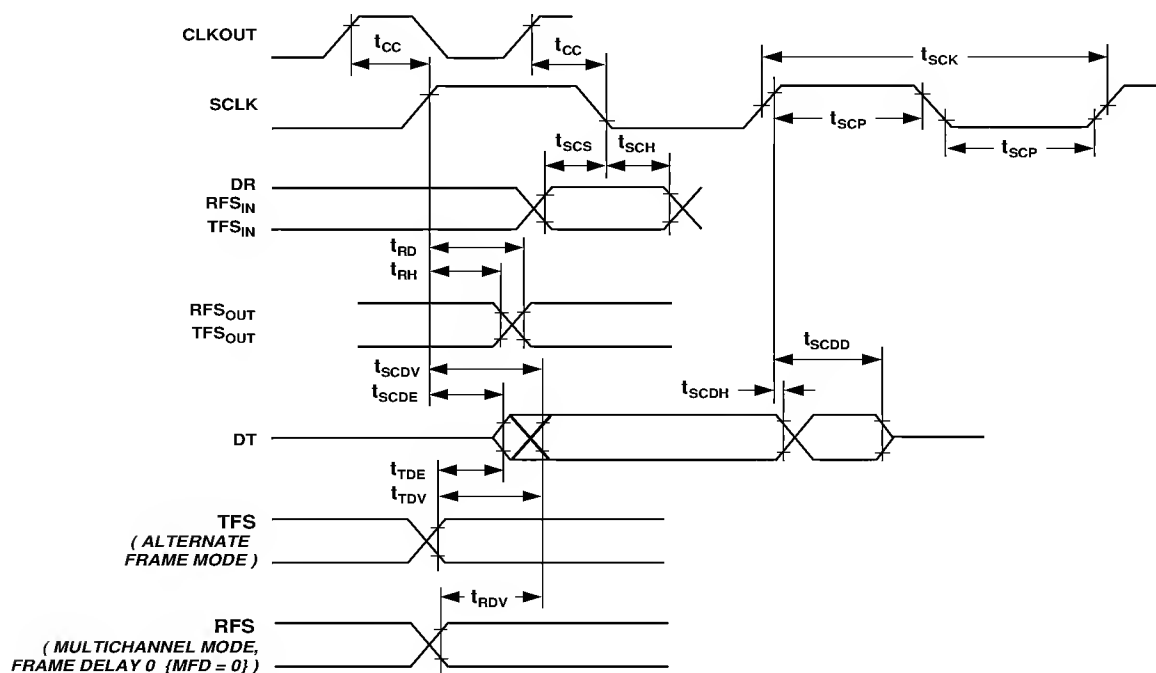 CLKOUT
tCC
tCC
tSCK
SCLK
tSCP
tSCP
tSCS
tSCH
DR
RFSIN
TFSIN
tRD
tRH
RFSOUT
TFSOUT
tSCDV
tSCDE
tSCDD
tSCDH
DT
tTDE
tTDV
TFS
( ALTERNATE
FRAME MODE )
tRDV
RFS
( MULTICHANNEL MODE,
FRAME DELAY 0 {MFD = 0} )